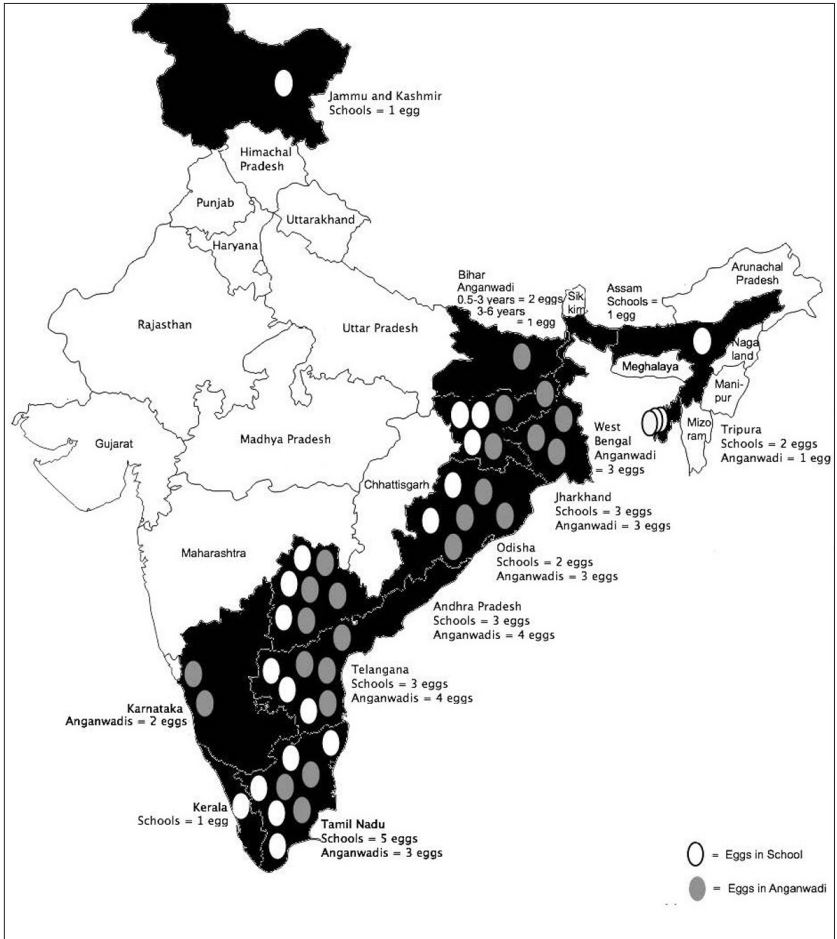 Jammu and Kashmir
Schools = 1 egg
Himachal
Pradesh
Punjab
Uttarakhand
Haryana
Rajasthan
Uttar Pradesh
Bihar
Anganwadi
0.5-3 years = 2 eggs
3-6 years
= 1 egg
Sik
kim
Assam
Schools =
1 egg
Arunachal
Pradesh
Naga
land
Meghalaya
Mani-
pur
Mizo
ram
Tripura
Schools = 2 eggs
Anganwadi = 1 egg
West
Bengal
Anganwadi
= 3 eggs
Gujarat
Madhya Pradesh
Chhattisgarh
Jharkhand
Schools = 3 eggs
Anganwadi = 3 eggs
Maharashtra
Odisha
Schools = 2 eggs
Anganwadis = 3 eggs
Andhra Pradesh
Schools = 3 eggs
Anganwadis = 4 eggs
Telangana
Schools = 3 eggs
Anganwadis = 4 eggs
Karnataka
Anganwadis = 2 eggs
Kerala
Schools = 1 egg
Tamil Nadu
Schools = 5 eggs
Anganwadis = 3 eggs
= Eggs in School
= Eggs in Anganwadi